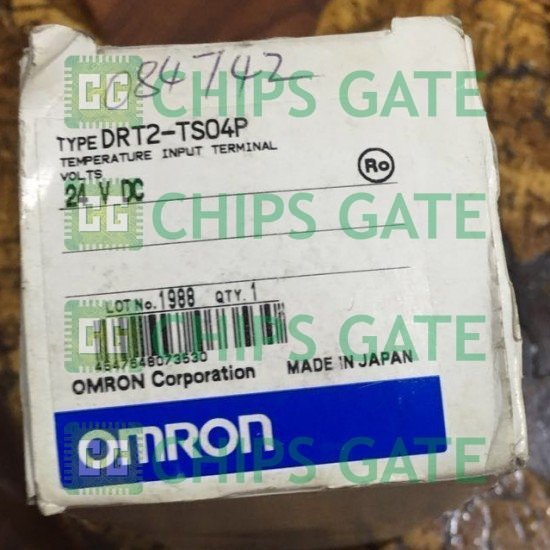 084742
CHIPS GATE
TYPE DRT2-TS04P
TEMPERATURE INPUT TERMINAL
VOLTS
24 V DC
Ro
CHIPS GATE
LOT No. 1988 QTY. 1
CHIPS GATE
4547648073530
OMRON Corporation
MADE IN JAPAN
OMRON
CHIPS GATE